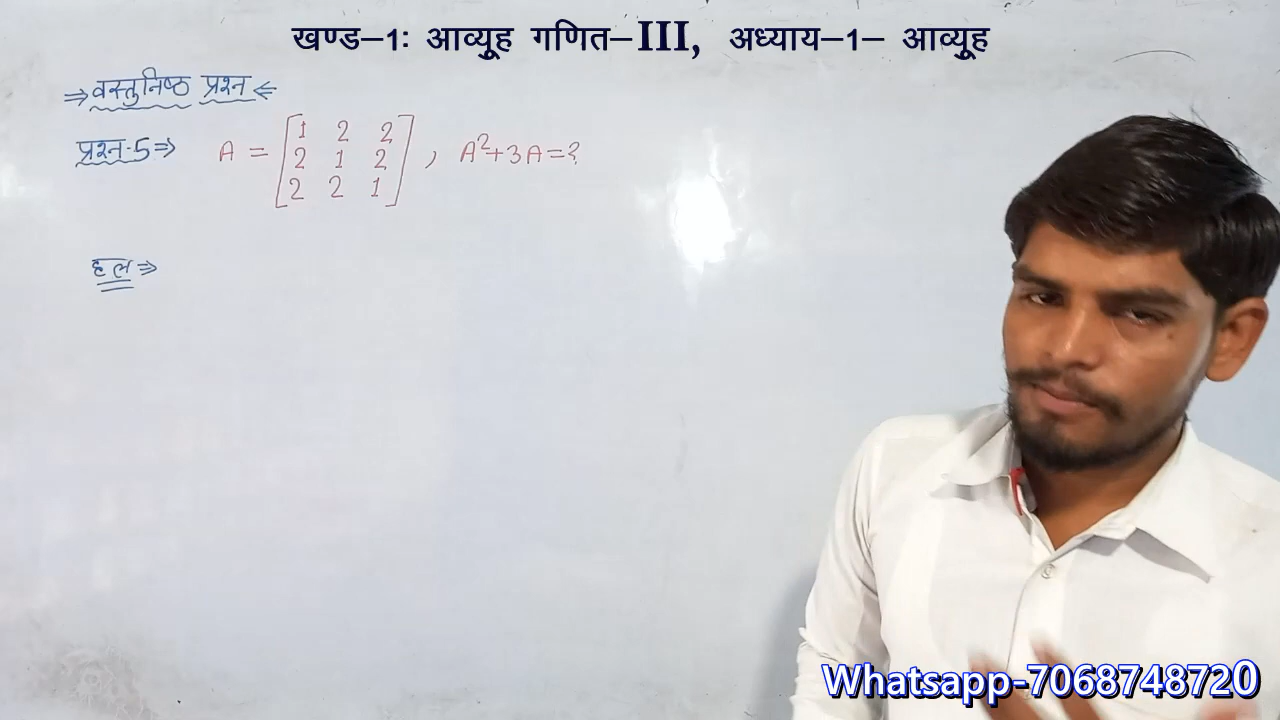 खण्ड–1: आव्यूह गणित–III, अध्याय–1– आव्यूह
⇒ वस्तुनिष्ठ प्रश्न ⇐
प्रश्न-5⇒ A = [1 2 2
2 1 2
2 2 1], A²+3A=?
हल⇒
Whatsapp-7068748720